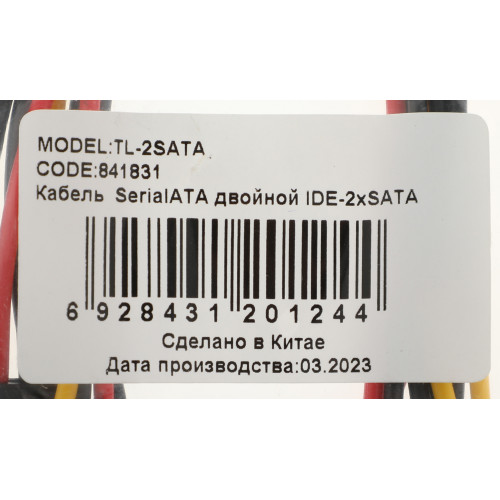 MODEL:TL-2SATA
CODE:841831
Кабель SerialATA двойной IDE-2xSATA
6 928431 201244
Сделано в Китае
Дата производства:03.2023